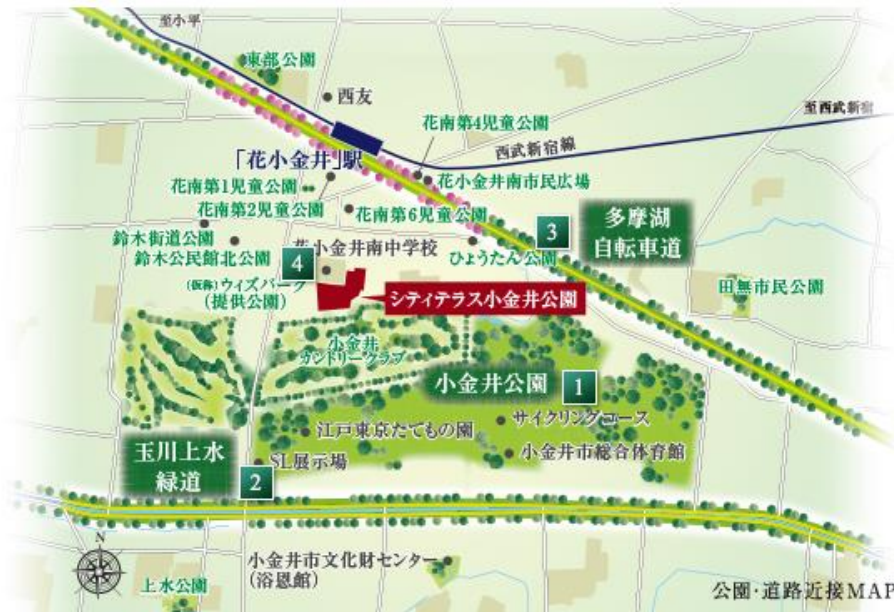 至小平
東部公園
西友
至西武新宿
花南第4児童公園
西武新宿線
「花小金井」駅
花小金井南市民広場
花南第1児童公園
花南第2児童公園
花南第6児童公園
鈴木街道公園
鈴木公民館北公園
花小金井南中学校
ひょうたん公園
3
多摩湖
自転車道
4
(仮称)ウィズパーク
(提供公園)
シティテラス小金井公園
田無市民公園
小金井
カントリークラブ
小金井公園
1
サイクリングコース
江戸東京たてもの園
小金井市総合体育館
玉川上水
緑道
SL展示場
2
N
小金井市文化財センター
(浴恩館)
上水公園
公園・道路近接MAP